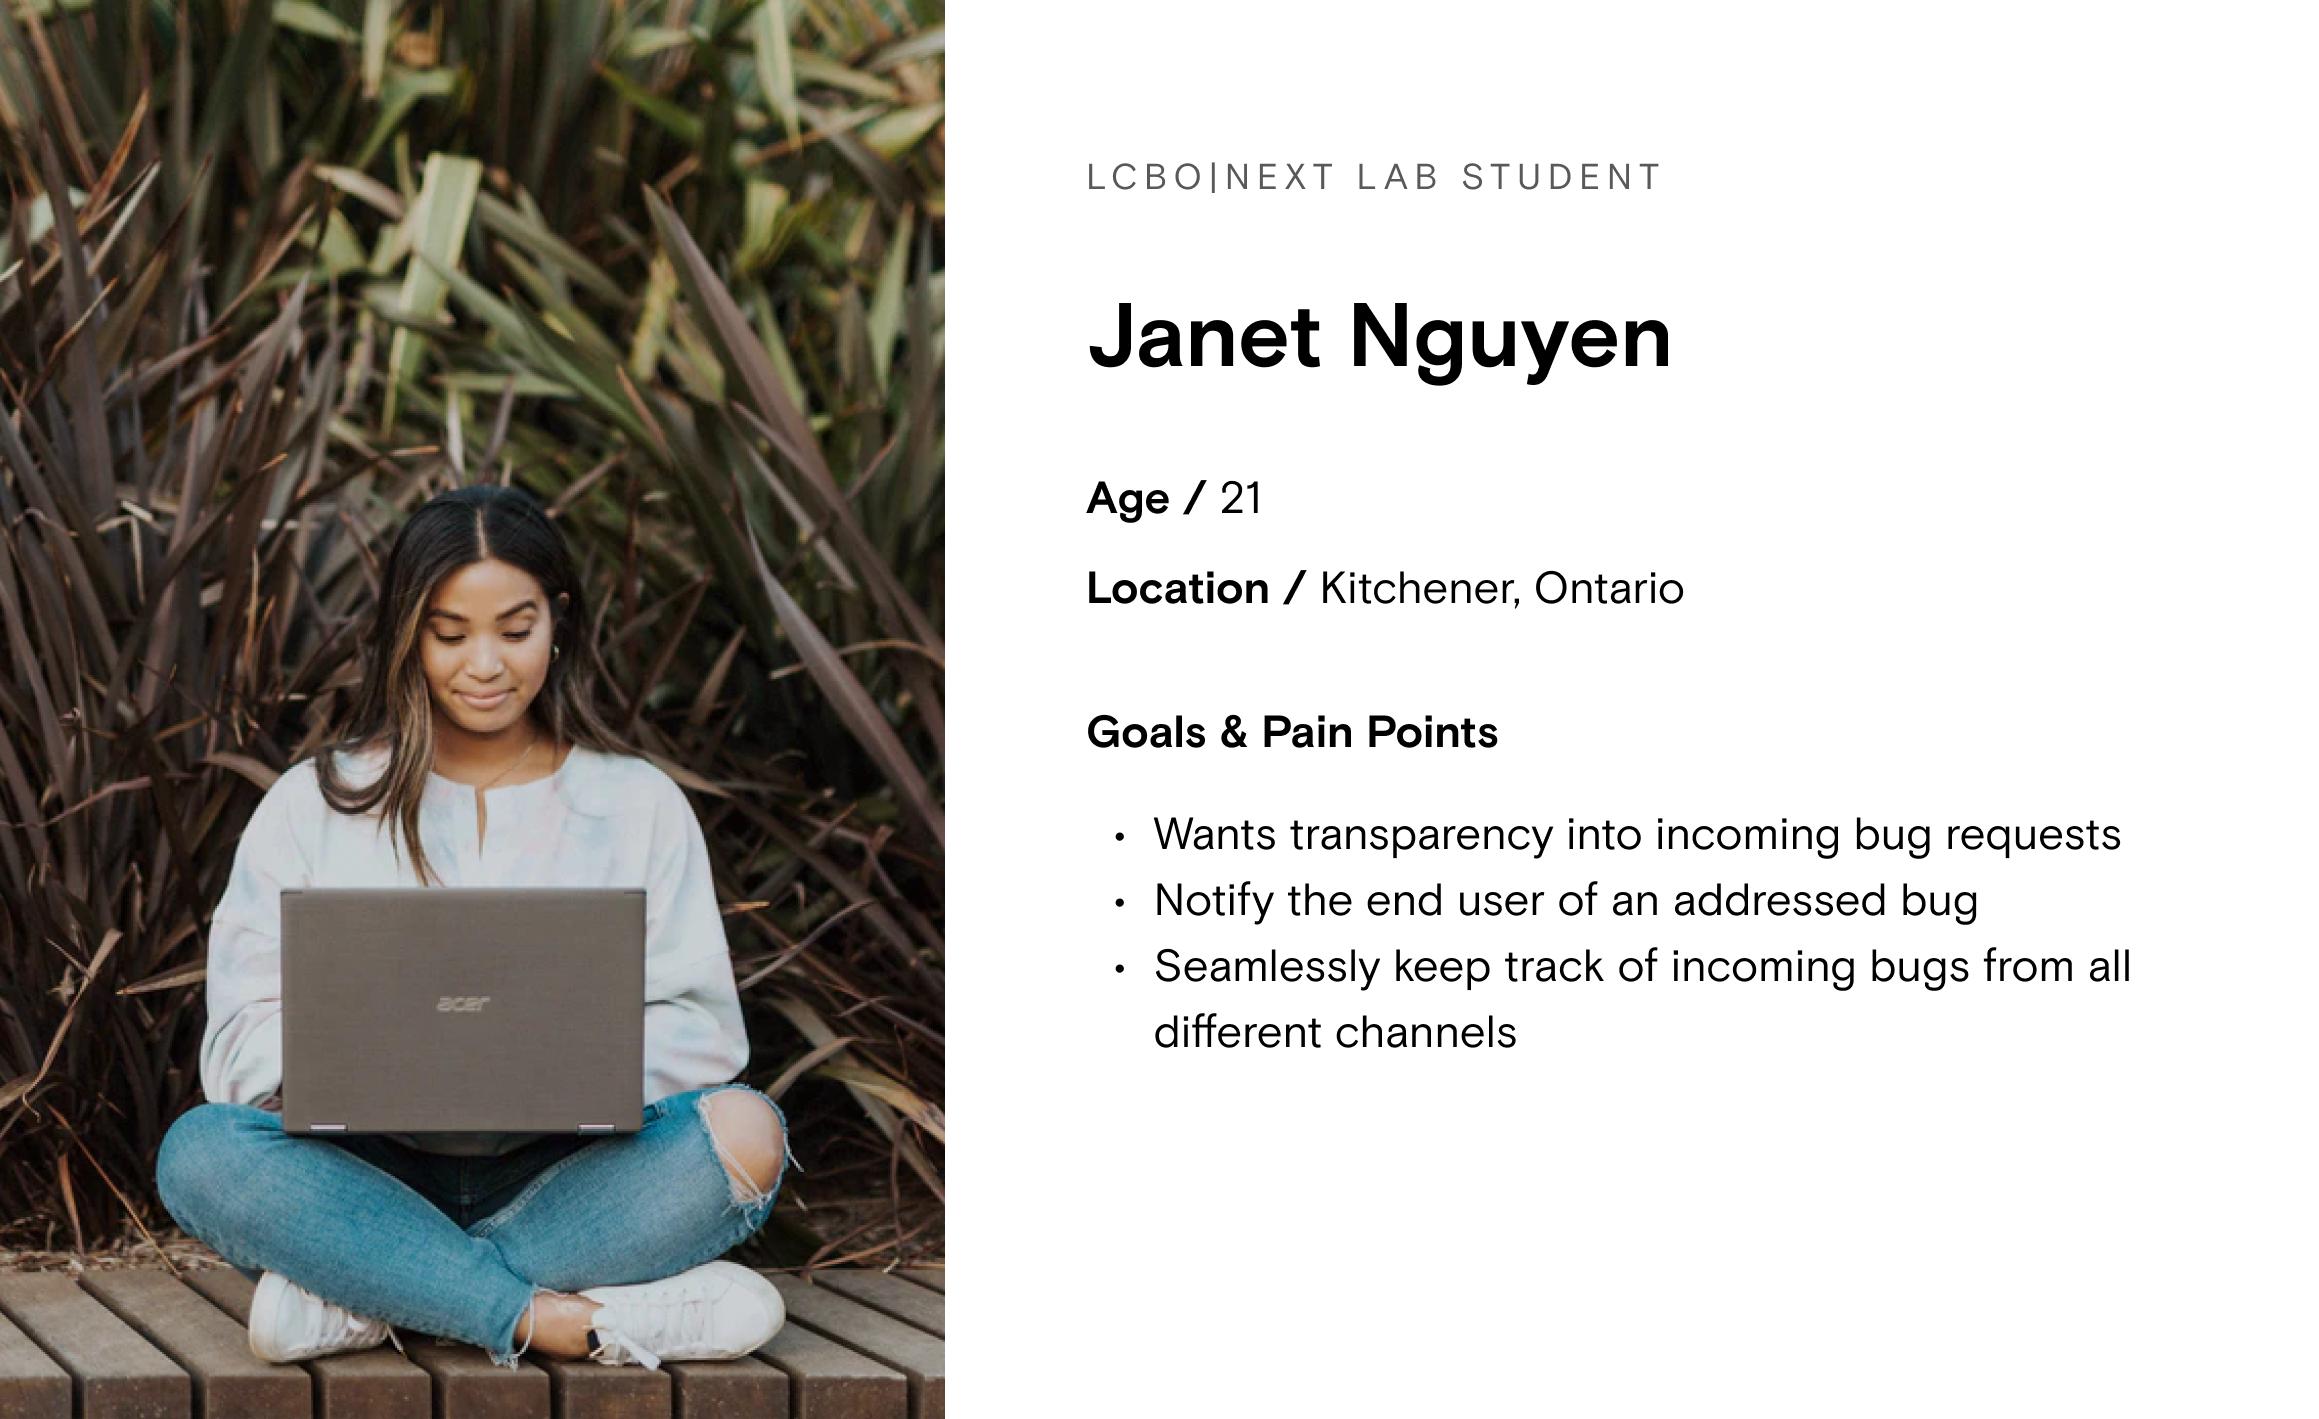 LCBO|NEXT LAB STUDENT
Janet Nguyen
Age / 21
Location / Kitchener, Ontario
Goals & Pain Points
• Wants transparency into incoming bug requests
• Notify the end user of an addressed bug
• Seamlessly keep track of incoming bugs from all
different channels
acer